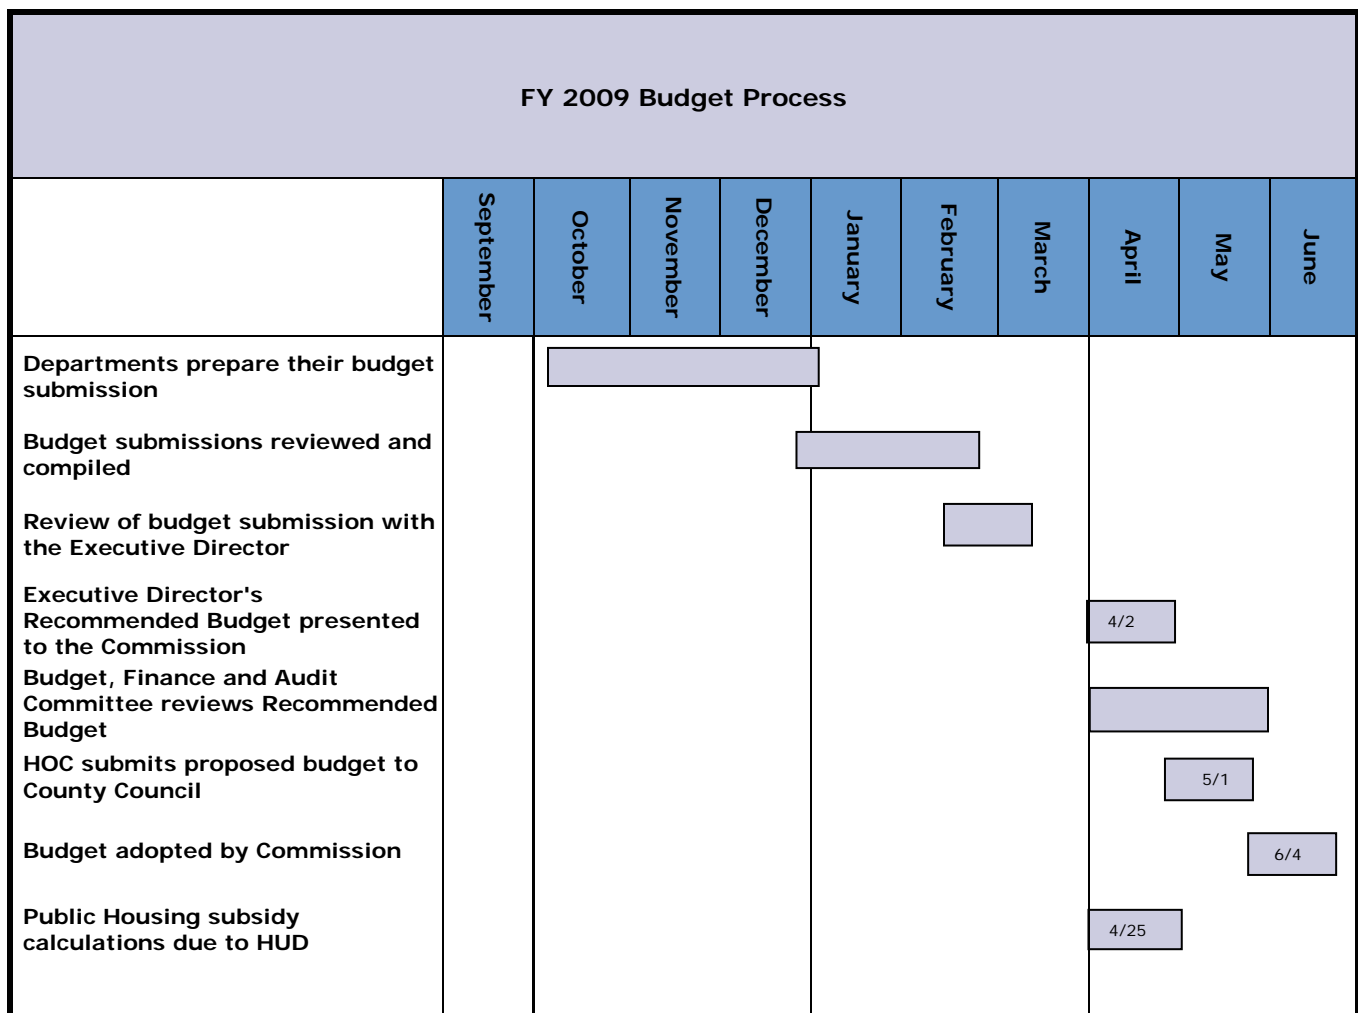 FY 2009 Budget Process
September
October
November
December
January
February
March
April
May
June
Departments prepare their budget
submission
Budget submissions reviewed and
compiled
Review of budget submission with
the Executive Director
Executive Director's
Recommended Budget presented
to the Commission
4/2
Budget, Finance and Audit
Committee reviews Recommended
Budget
HOC submits proposed budget to
County Council
5/1
Budget adopted by Commission
6/4
Public Housing subsidy
calculations due to HUD
4/25